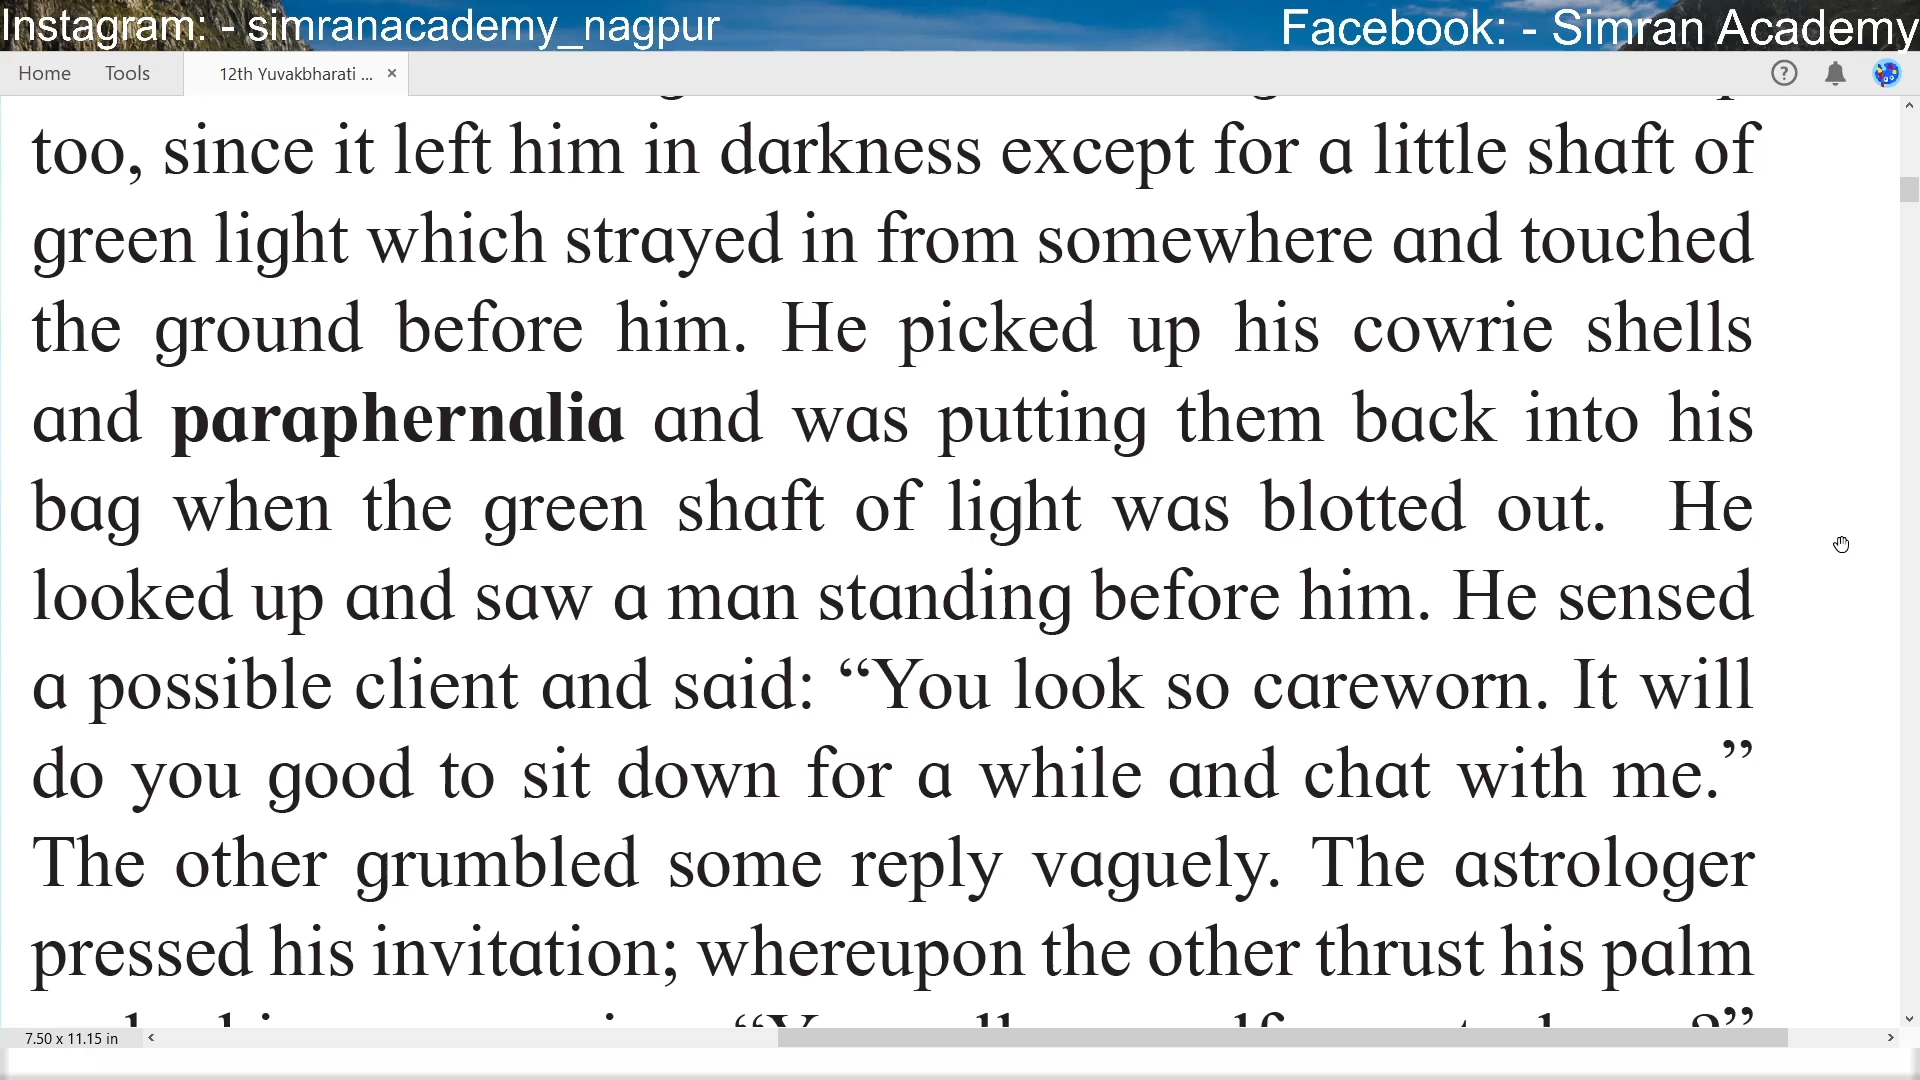 Instagram: - simranacademy_nagpur
Facebook: - Simran Academy
Home Tools 12th Yuvakbharati ... ×
too, since it left him in darkness except for a little shaft of
green light which strayed in from somewhere and touched
the ground before him. He picked up his cowrie shells
and paraphernalia and was putting them back into his
bag when the green shaft of light was blotted out. He
looked up and saw a man standing before him. He sensed
a possible client and said: “You look so careworn. It will
do you good to sit down for a while and chat with me.”
The other grumbled some reply vaguely. The astrologer
pressed his invitation; whereupon the other thrust his palm
7.50 x 11.15 in